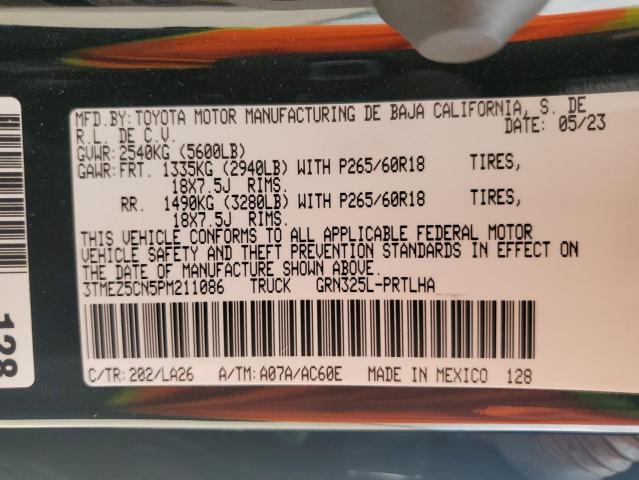 MFD.BY: TOYOTA MOTOR MANUFACTURING DE BAJA CALIFORNIA, S. DE
R.L. DE C.V. DATE: 05/23
GVWR: 2540KG (5600LB)
GAWR: FRT. 1335KG (2940LB) WITH P265/60R18 TIRES,
18X7.5J RIMS.
RR. 1490KG (3280LB) WITH P265/60R18 TIRES,
18X7.5J RIMS.
THIS VEHICLE CONFORMS TO ALL APPLICABLE FEDERAL MOTOR
VEHICLE SAFETY AND THEFT PREVENTION STANDARDS IN EFFECT ON
THE DATE OF MANUFACTURE SHOWN ABOVE.
3TMEZ5CN5PM211086 TRUCK GRN325L-PRTLHA
C/TR: 202/LA26 A/TM: A07A/AC60E MADE IN MEXICO 128
128